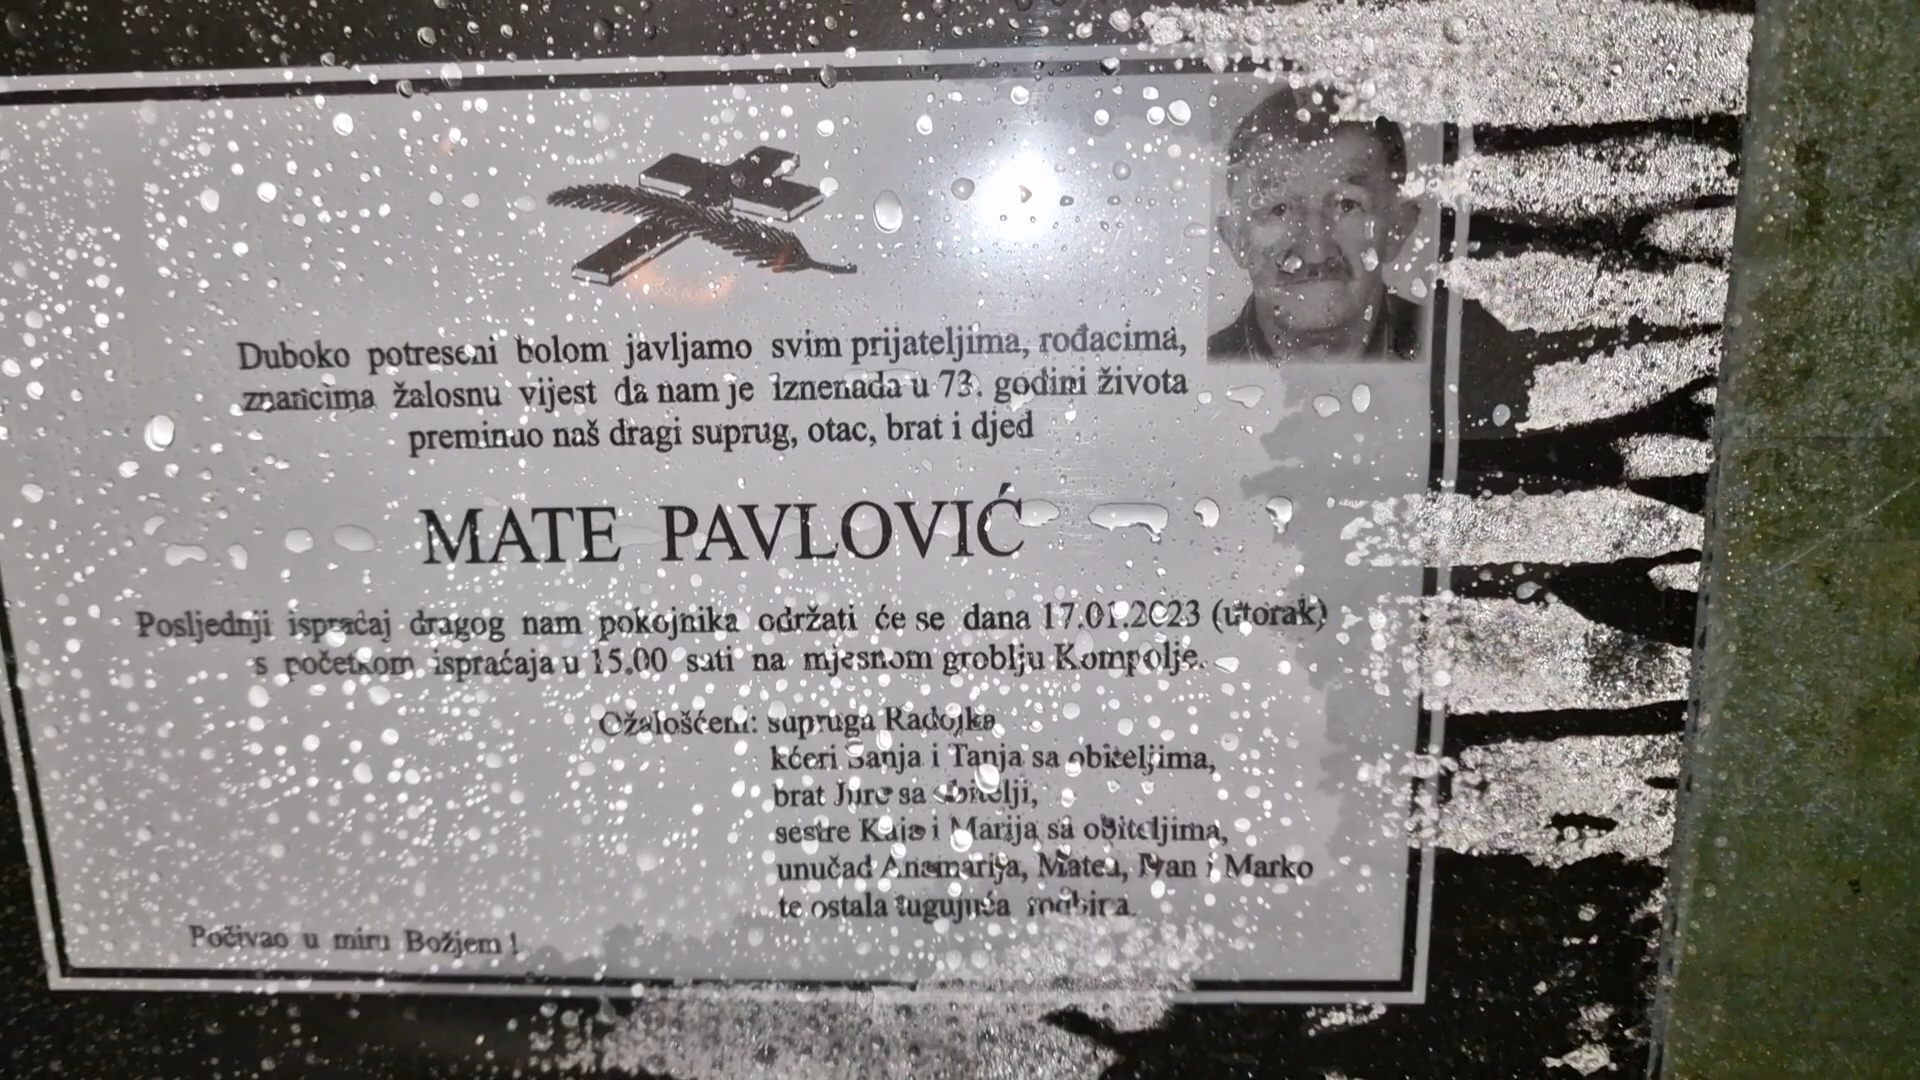 Duboko potreseni bolom javljamo svim prijateljima, rođacima,
znancima žalosnu vijest da nam je iznenada u 73. godini života
preminuo naš dragi suprug, otac, brat i djed
MATE PAVLOVIĆ
Posljednji ispraćaj dragog nam pokojnika održati će se dana 17.01.2023 (utorak)
s početkom ispraćaja u 15.00 sati na mjesnom groblju Kompolje.
Ožalošćeni: supruga Radojka
kćeri Sanja i Tanja sa obiteljima,
brat Jure sa obitelji,
sestre Kaja i Marija sa obiteljima,
unučad Anamarija, Matea, Ivan i Marko
te ostala tugujuća rodbina.
Počivao u miru Božjem !